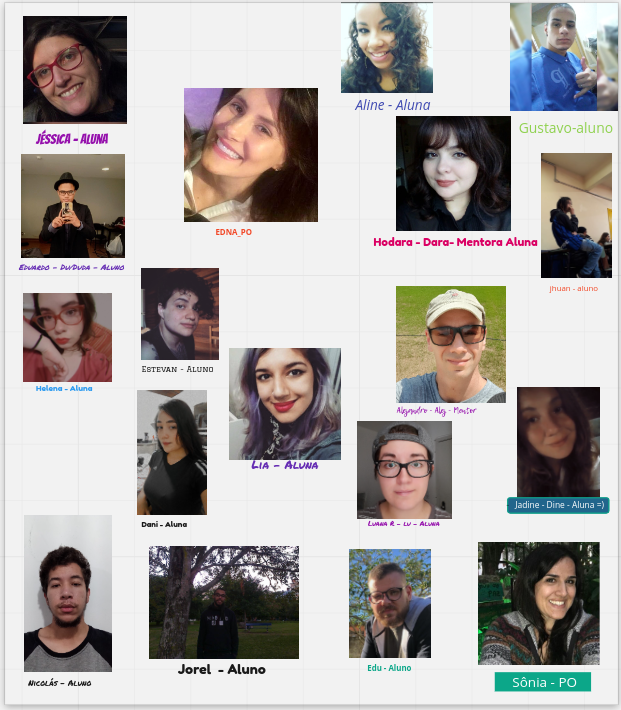 Aline - Aluna
Gustavo-aluno
JÉSSICA - ALUNA
EDNA_PO
Hodara - Dara- Mentora Aluna
Eduardo - Du/Duda - Aluno
jhuan - aluno
Estevan - Aluno
Helena - Aluna
Alejandro - Alej - Mentor
Lia - Aluna
Jadine - Dine - Aluna =)
Dani - Aluna
Luana R - Lu - Aluna
Jorel - Aluno
Edu - Aluno
Nicolás - Aluno
Sônia - PO